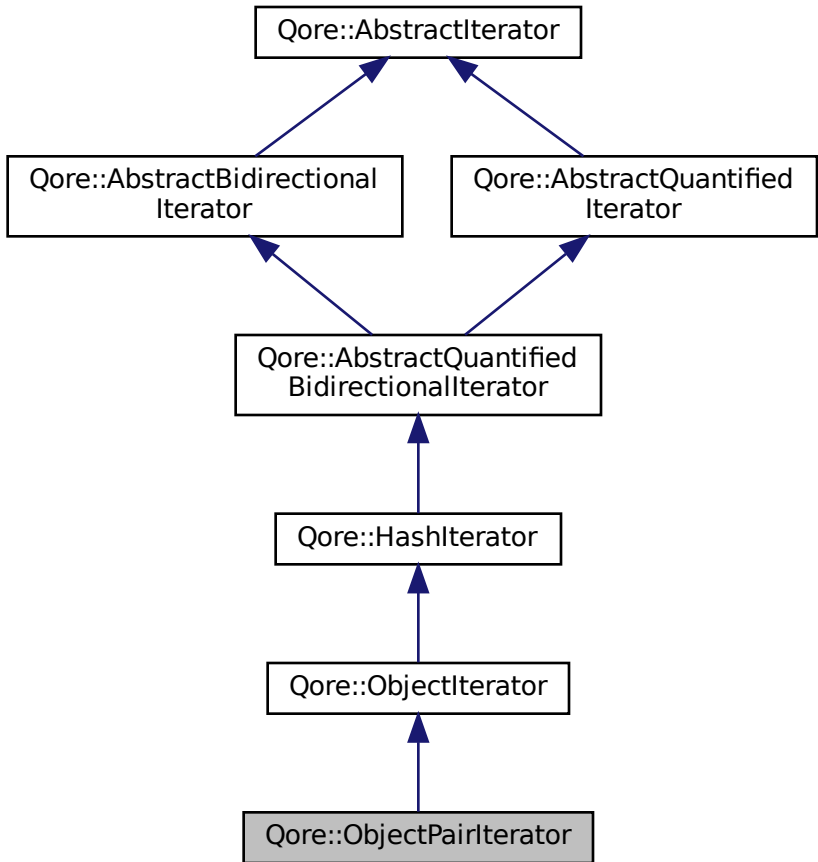 Qore::AbstractIterator
Qore::AbstractBidirectional
Iterator
Qore::AbstractQuantified
Iterator
Qore::AbstractQuantified
BidirectionalIterator
Qore::HashIterator
Qore::ObjectIterator
Qore::ObjectPairIterator